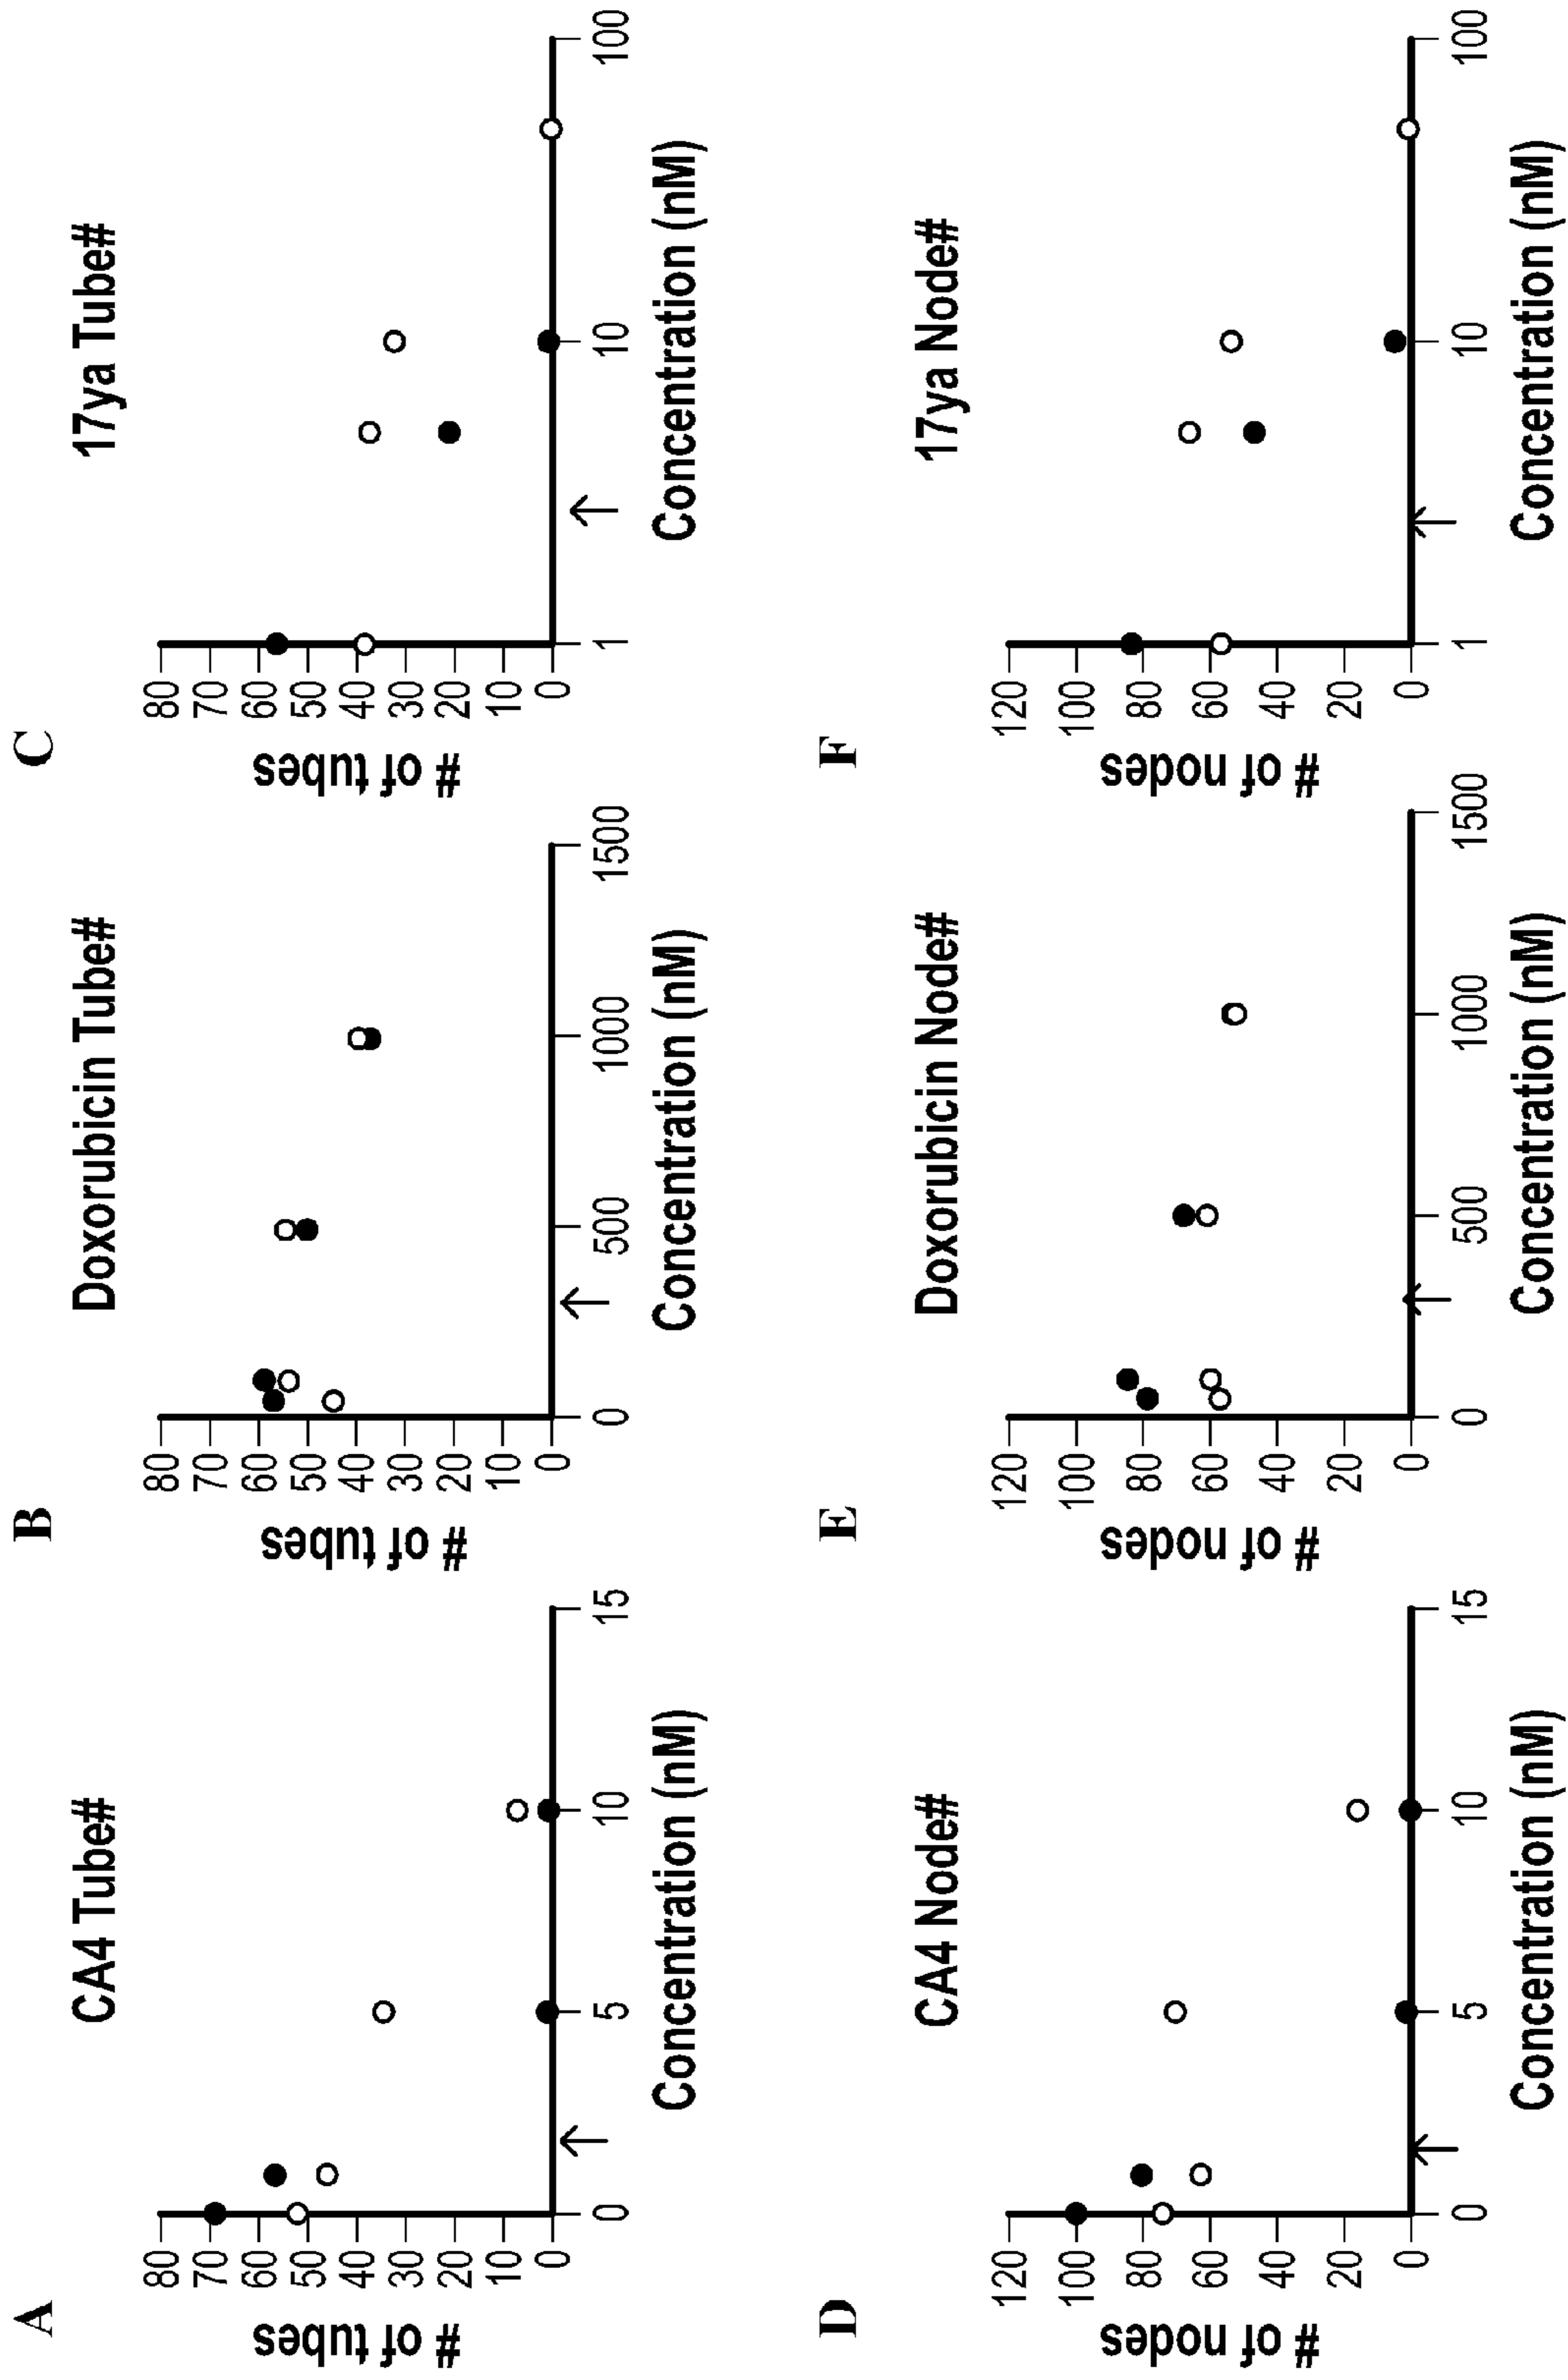 A
CA4 Tube#
# of tubes
80
70
60
50
40
30
20
10
0
0
5
10
15
Concentration (nM)
B
Doxorubicin Tube#
# of tubes
80
70
60
50
40
30
20
10
0
0
500
1000
1500
Concentration (nM)
C
17ya Tube#
# of tubes
80
70
60
50
40
30
20
10
0
1
10
100
Concentration (nM)
D
CA4 Node#
# of nodes
120
100
80
60
40
20
0
0
5
10
15
Concentration (nM)
E
Doxorubicin Node#
# of nodes
120
100
80
60
40
20
0
0
500
1000
1500
Concentration (nM)
F
17ya Node#
# of nodes
120
100
80
60
40
20
0
1
10
100
Concentration (nM)